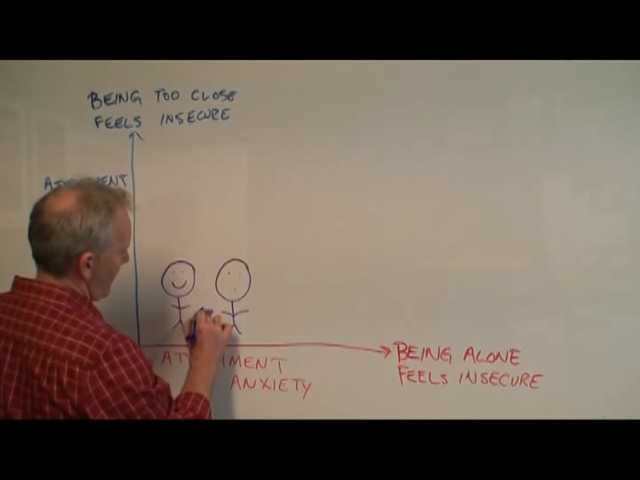 BEING TOO CLOSE
FEELS INSECURE
BEING ALONE
FEELS INSECURE
ANXIETY